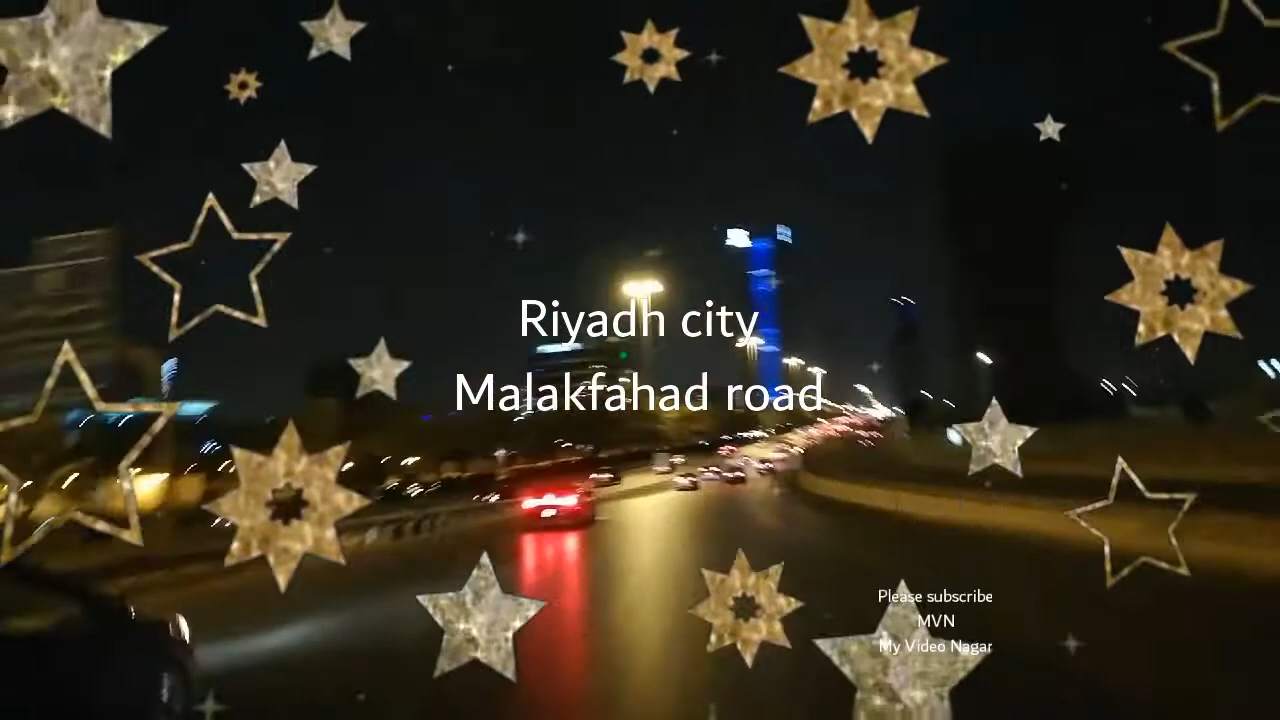 Riyadh city
Malakfahad road
Please subscribe
MVN
My Video Nagar